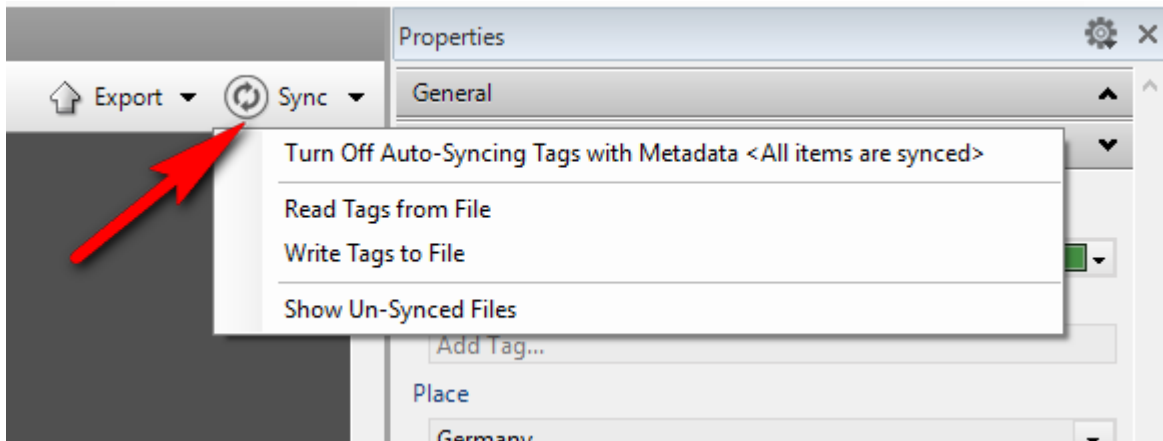 Properties
Export
Sync
General
Turn Off Auto-Syncing Tags with Metadata <All items are synced>
Read Tags from File
Write Tags to File
Show Un-Synced Files
Add Tag...
Place
Germany